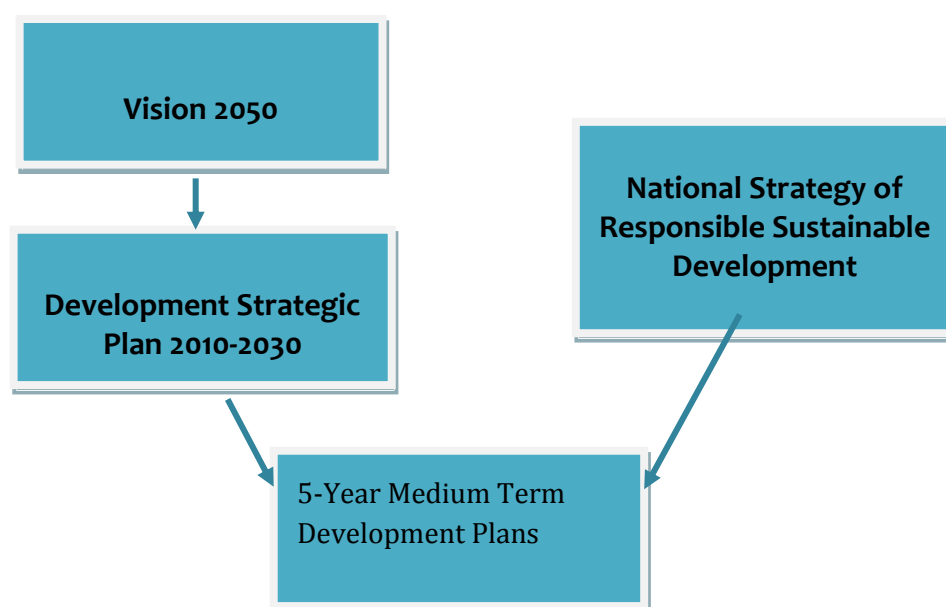 Vision 2050
National Strategy of
Responsible Sustainable
Development
Development Strategic
Plan 2010-2030
5-Year Medium Term
Development Plans